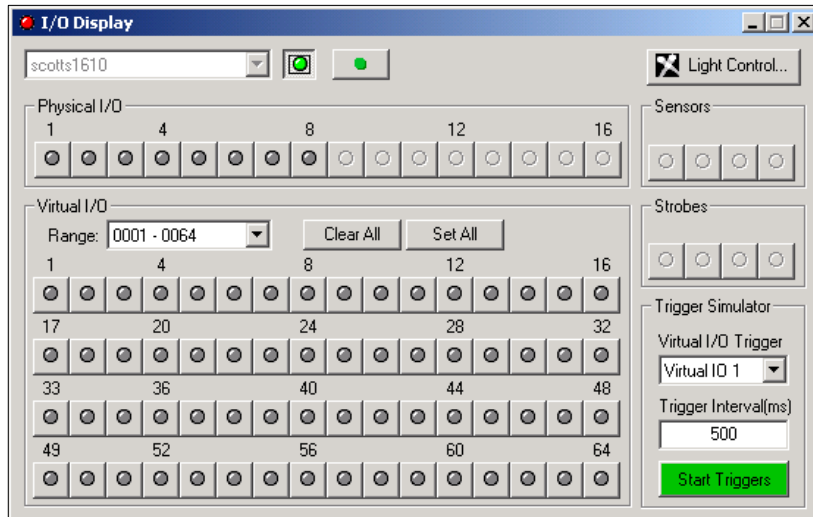 I/O Display
scotts1610
Light Control...
Physical I/O
1 4 8 12 16
Sensors
Virtual I/O
Range: 0001 - 0064 Clear All Set All
1 4 8 12 16
17 20 24 28 32
33 36 40 44 48
49 52 56 60 64
Strobes
Trigger Simulator
Virtual I/O Trigger
Virtual IO 1
Trigger Interval(ms)
500
Start Triggers